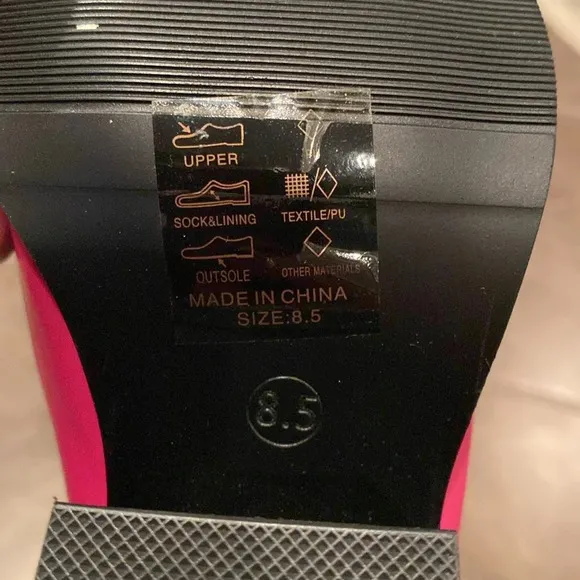 UPPER
SOCK&LINING TEXTILE/PU
OUTSOLE OTHER MATERIALS
MADE IN CHINA
SIZE:8.5
8.5